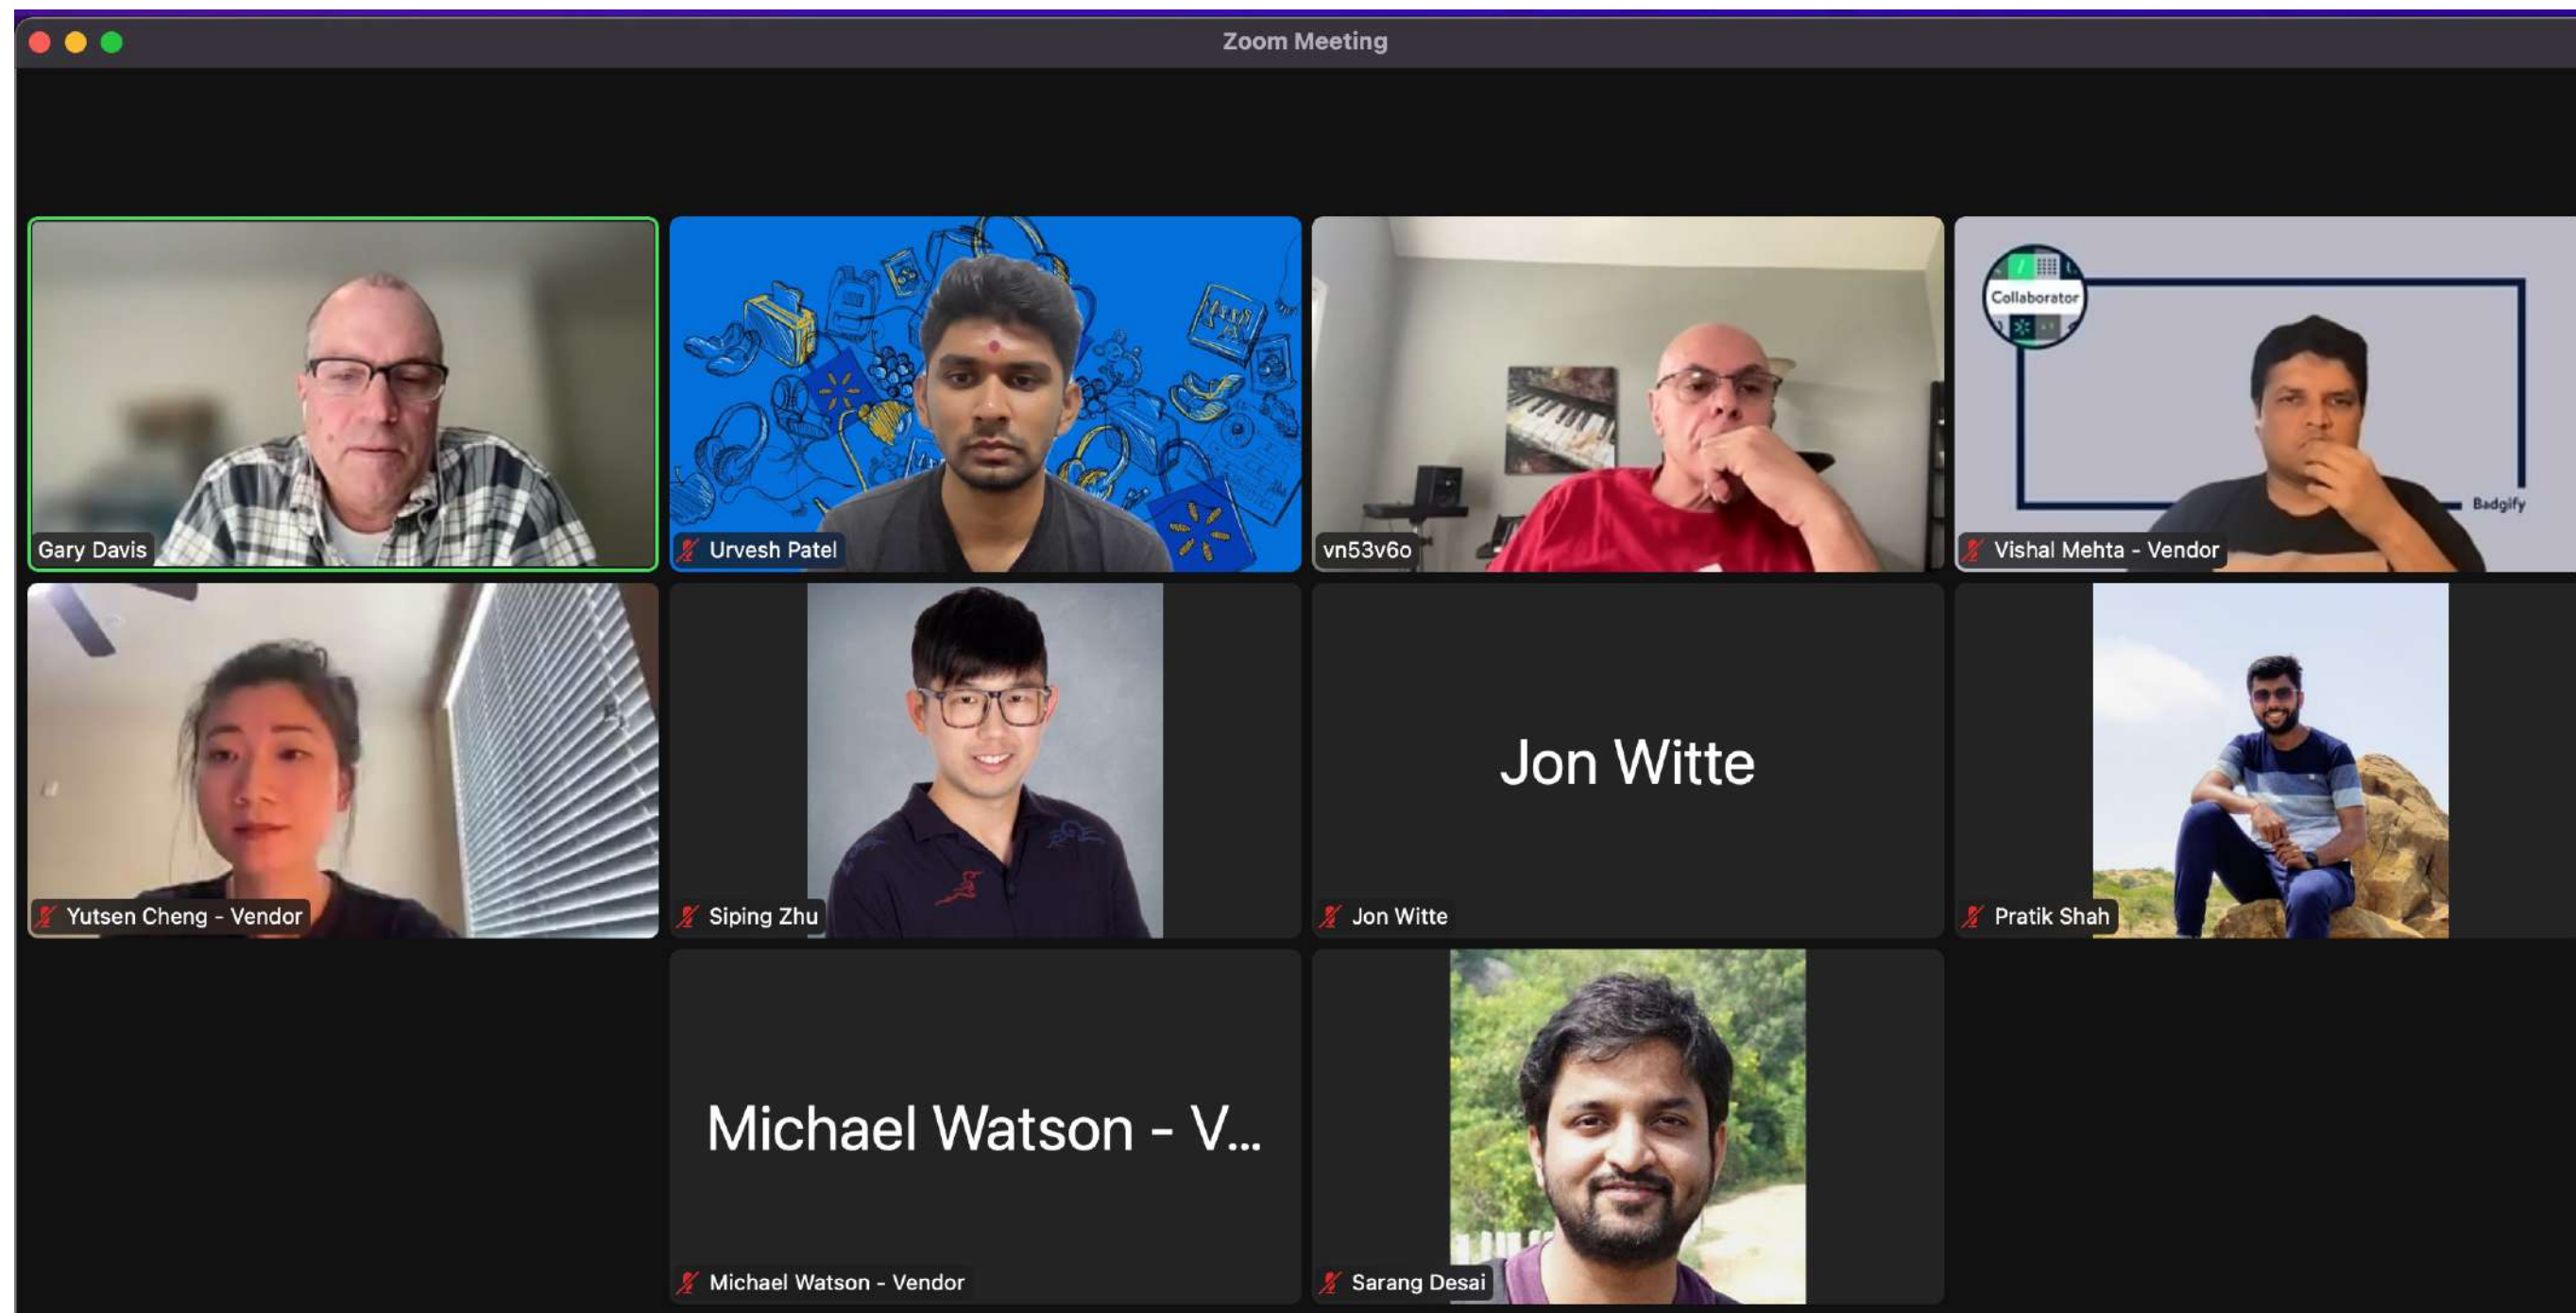 Zoom Meeting
Collaborator
Badgify
Gary Davis
Urvesh Patel
vn53v6o
Vishal Mehta - Vendor
Jon Witte
Yutsen Cheng - Vendor
Siping Zhu
Jon Witte
Pratik Shah
Michael Watson - V...
Michael Watson - Vendor
Sarang Desai